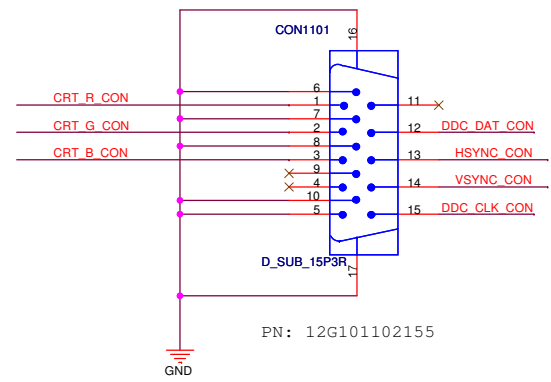 CON1101
16
6
CRT_R_CON
1
11
7
CRT_G_CON
2
12
DDC_DAT_CON
8
CRT_B_CON
3
13
HSYNC_CON
9
4
14
VSYNC_CON
10
5
15
DDC_CLK_CON
D_SUB_15P3R
17
PN: 12G101102155
GND